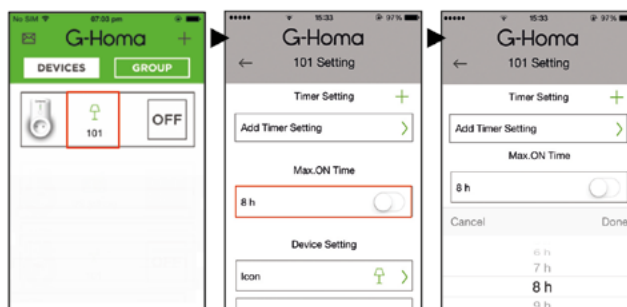 No SIM 07:03 pm
G-Homa
DEVICES GROUP
101
OFF
15:33 97%
G-Homa
101 Setting
Timer Setting
Add Timer Setting
Max.ON Time
8 h
Device Setting
Icon
15:33 97%
G-Homa
101 Setting
Timer Setting
Add Timer Setting
Max.ON Time
8 h
Cancel Done
6 h
7 h
8 h
9 h